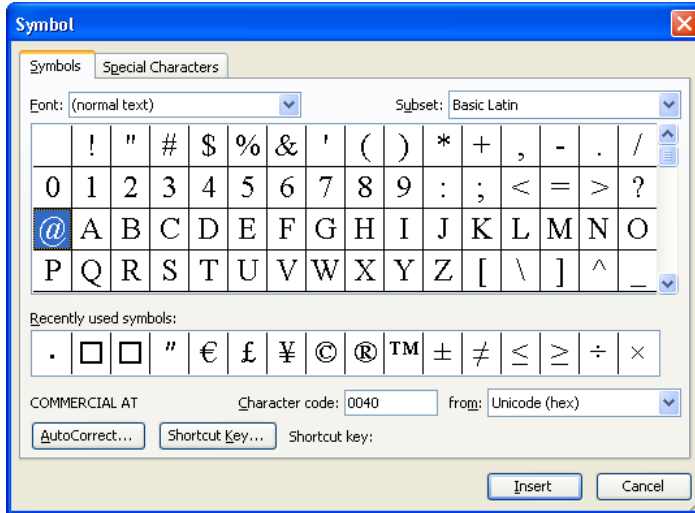 Symbol
Symbols Special Characters
Font: (normal text) Subset: Basic Latin
! " # $ % & ' ( ) * + , - . /
0 1 2 3 4 5 6 7 8 9 : ; < = > ?
@ A B C D E F G H I J K L M N O
P Q R S T U V W X Y Z [ \ ] ^ _
Recently used symbols:
. □ □ " € £ ¥ © ® ™ ± ≠ ≤ ≥ ÷ ×
COMMERCIAL AT Character code: 0040 from: Unicode (hex)
AutoCorrect... Shortcut Key... Shortcut key:
Insert Cancel